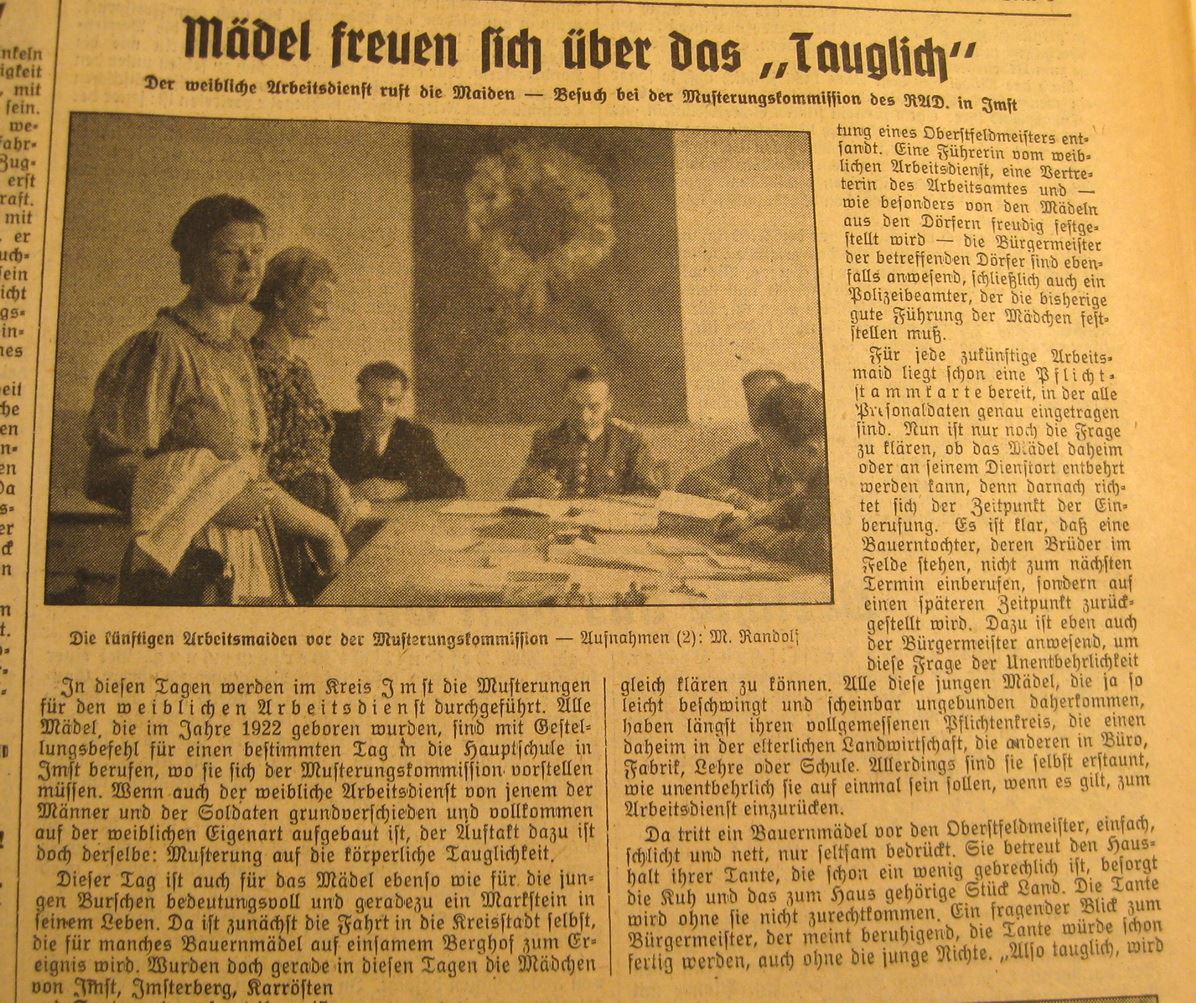 Mädel freuen sich über das „Tauglich“
Der weibliche Arbeitsdienst ruft die Maiden — Besuch bei der Musterungskommission des RAD. in Imst
nkeln
igkeit
, mit
sein.
we-
fahr-
Zug-
erst
raft.
mit
. er
uch-
sein
icht
ngs-
in-
nes
Die künftigen Arbeitsmaiden vor der Musterungskommission — Aufnahmen (2): M. Randolf
In diesen Tagen werden im Kreis Imst die Musterungen
für den weiblichen Arbeitsdienst durchgeführt. Alle
Mädel, die im Jahre 1922 geboren wurden, sind mit Gestel-
lungsbefehl für einen bestimmten Tag in die Hauptschule in
Imst berufen, wo sie sich der Musterungskommission vorstellen
müssen. Wenn auch der weibliche Arbeitsdienst von jenem der
Männer und der Soldaten grundverschieden und vollkommen
auf der weiblichen Eigenart aufgebaut ist, der Auftakt dazu ist
doch derselbe: Musterung auf die körperliche Tauglichkeit.
Dieser Tag ist auch für das Mädel ebenso wie für die jun-
gen Burschen bedeutungsvoll und geradezu ein Markstein in
seinem Leben. Da ist zunächst die Fahrt in die Kreisstadt selbst,
die für manches Bauernmädel auf einsamem Berghof zum Er-
eignis wird. Wurden doch gerade in diesen Tagen die Mädchen
von Imst, Imsterberg, Karrösten
tung eines Oberstfeldmeisters ent-
sandt. Eine Führerin vom weib-
lichen Arbeitsdienst, eine Vertre-
terin des Arbeitsamtes und —
wie besonders von den Mädeln
aus den Dörfern freudig festge-
stellt wird — die Bürgermeister
der betreffenden Dörfer sind eben-
falls anwesend, schließlich auch ein
Polizeibeamter, der die bisherige
gute Führung der Mädchen fest-
stellen muß.
Für jede zukünftige Arbeits-
maid liegt schon eine Pflicht-
stammkarte bereit, in der alle
Personaldaten genau eingetragen
sind. Nun ist nur noch die Frage
zu klären, ob das Mädel daheim
oder an seinem Dienstort entbehrt
werden kann, denn darnach rich-
tet sich der Zeitpunkt der Ein-
berufung. Es ist klar, daß eine
Bauerntochter, deren Brüder im
Felde stehen, nicht zum nächsten
Termin einberufen, sondern auf
einen späteren Zeitpunkt zurück-
gestellt wird. Dazu ist eben auch
der Bürgermeister anwesend, um
diese Frage der Unentbehrlichkeit
gleich klären zu können. Alle diese jungen Mädel, die ja so
leicht beschwingt und scheinbar ungebunden daherkommen,
haben längst ihren vollgemessenen Pflichtenkreis, die einen
daheim in der elterlichen Landwirtschaft, die anderen in Büro,
Fabrik, Lehre oder Schule. Allerdings sind sie selbst erstaunt,
wie unentbehrlich sie auf einmal sein sollen, wenn es gilt, zum
Arbeitsdienst einzurücken.
Da tritt ein Bauernmädel vor den Oberstfeldmeister, einfach,
schlicht und nett, nur seltsam bedrückt. Sie betreut den Haus-
halt ihrer Tante, die schon ein wenig gebrechlich ist, besorgt
die Kuh und das zum Haus gehörige Stück Land. Die Tante
wird ohne sie nicht zurechtkommen. Ein fragender Blick zum
Bürgermeister, der meint beruhigend, die Tante würde schon
fertig werden, auch ohne die junge Nichte. „Also tauglich, wird